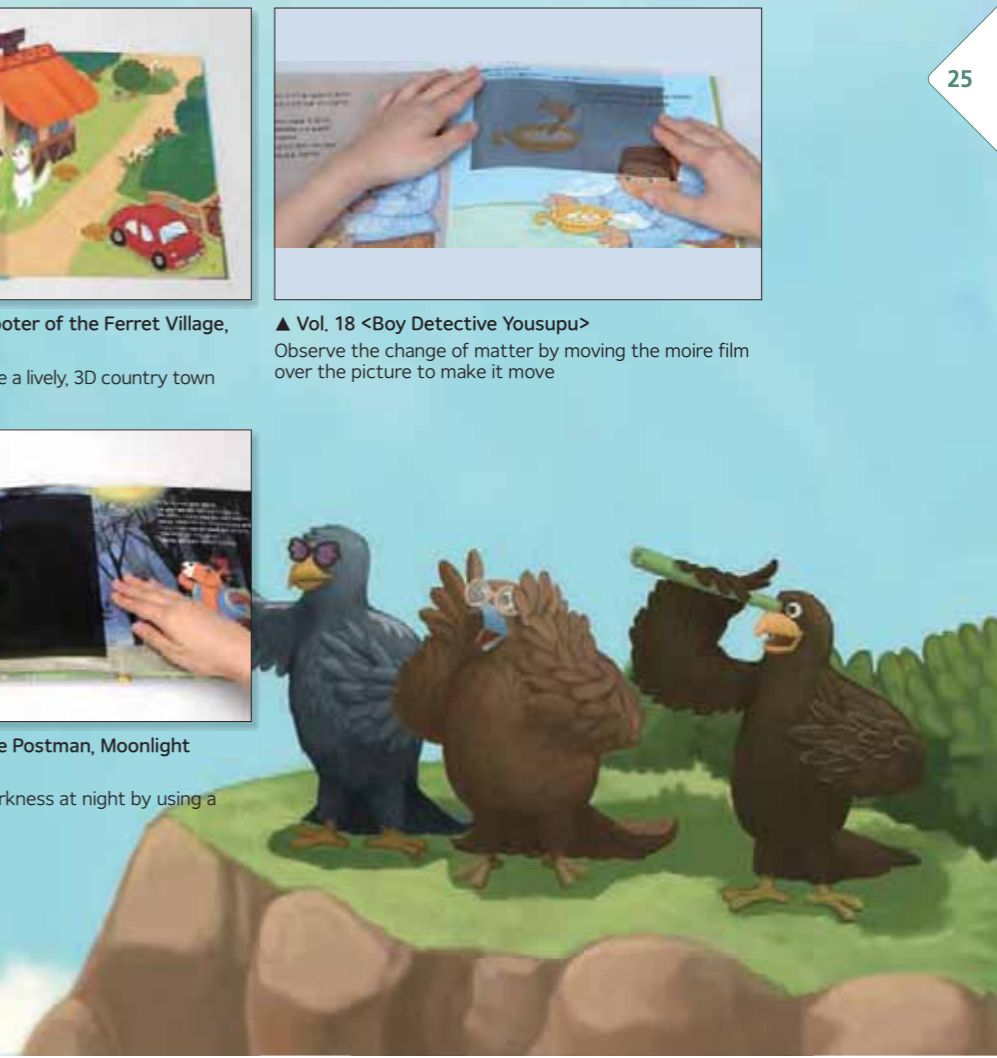 25
ooter of the Ferret Village,
e a lively, 3D country town
▲ Vol. 18 <Boy Detective Yousupu>
Observe the change of matter by moving the moire film
over the picture to make it move
e Postman, Moonlight
rkness at night by using a